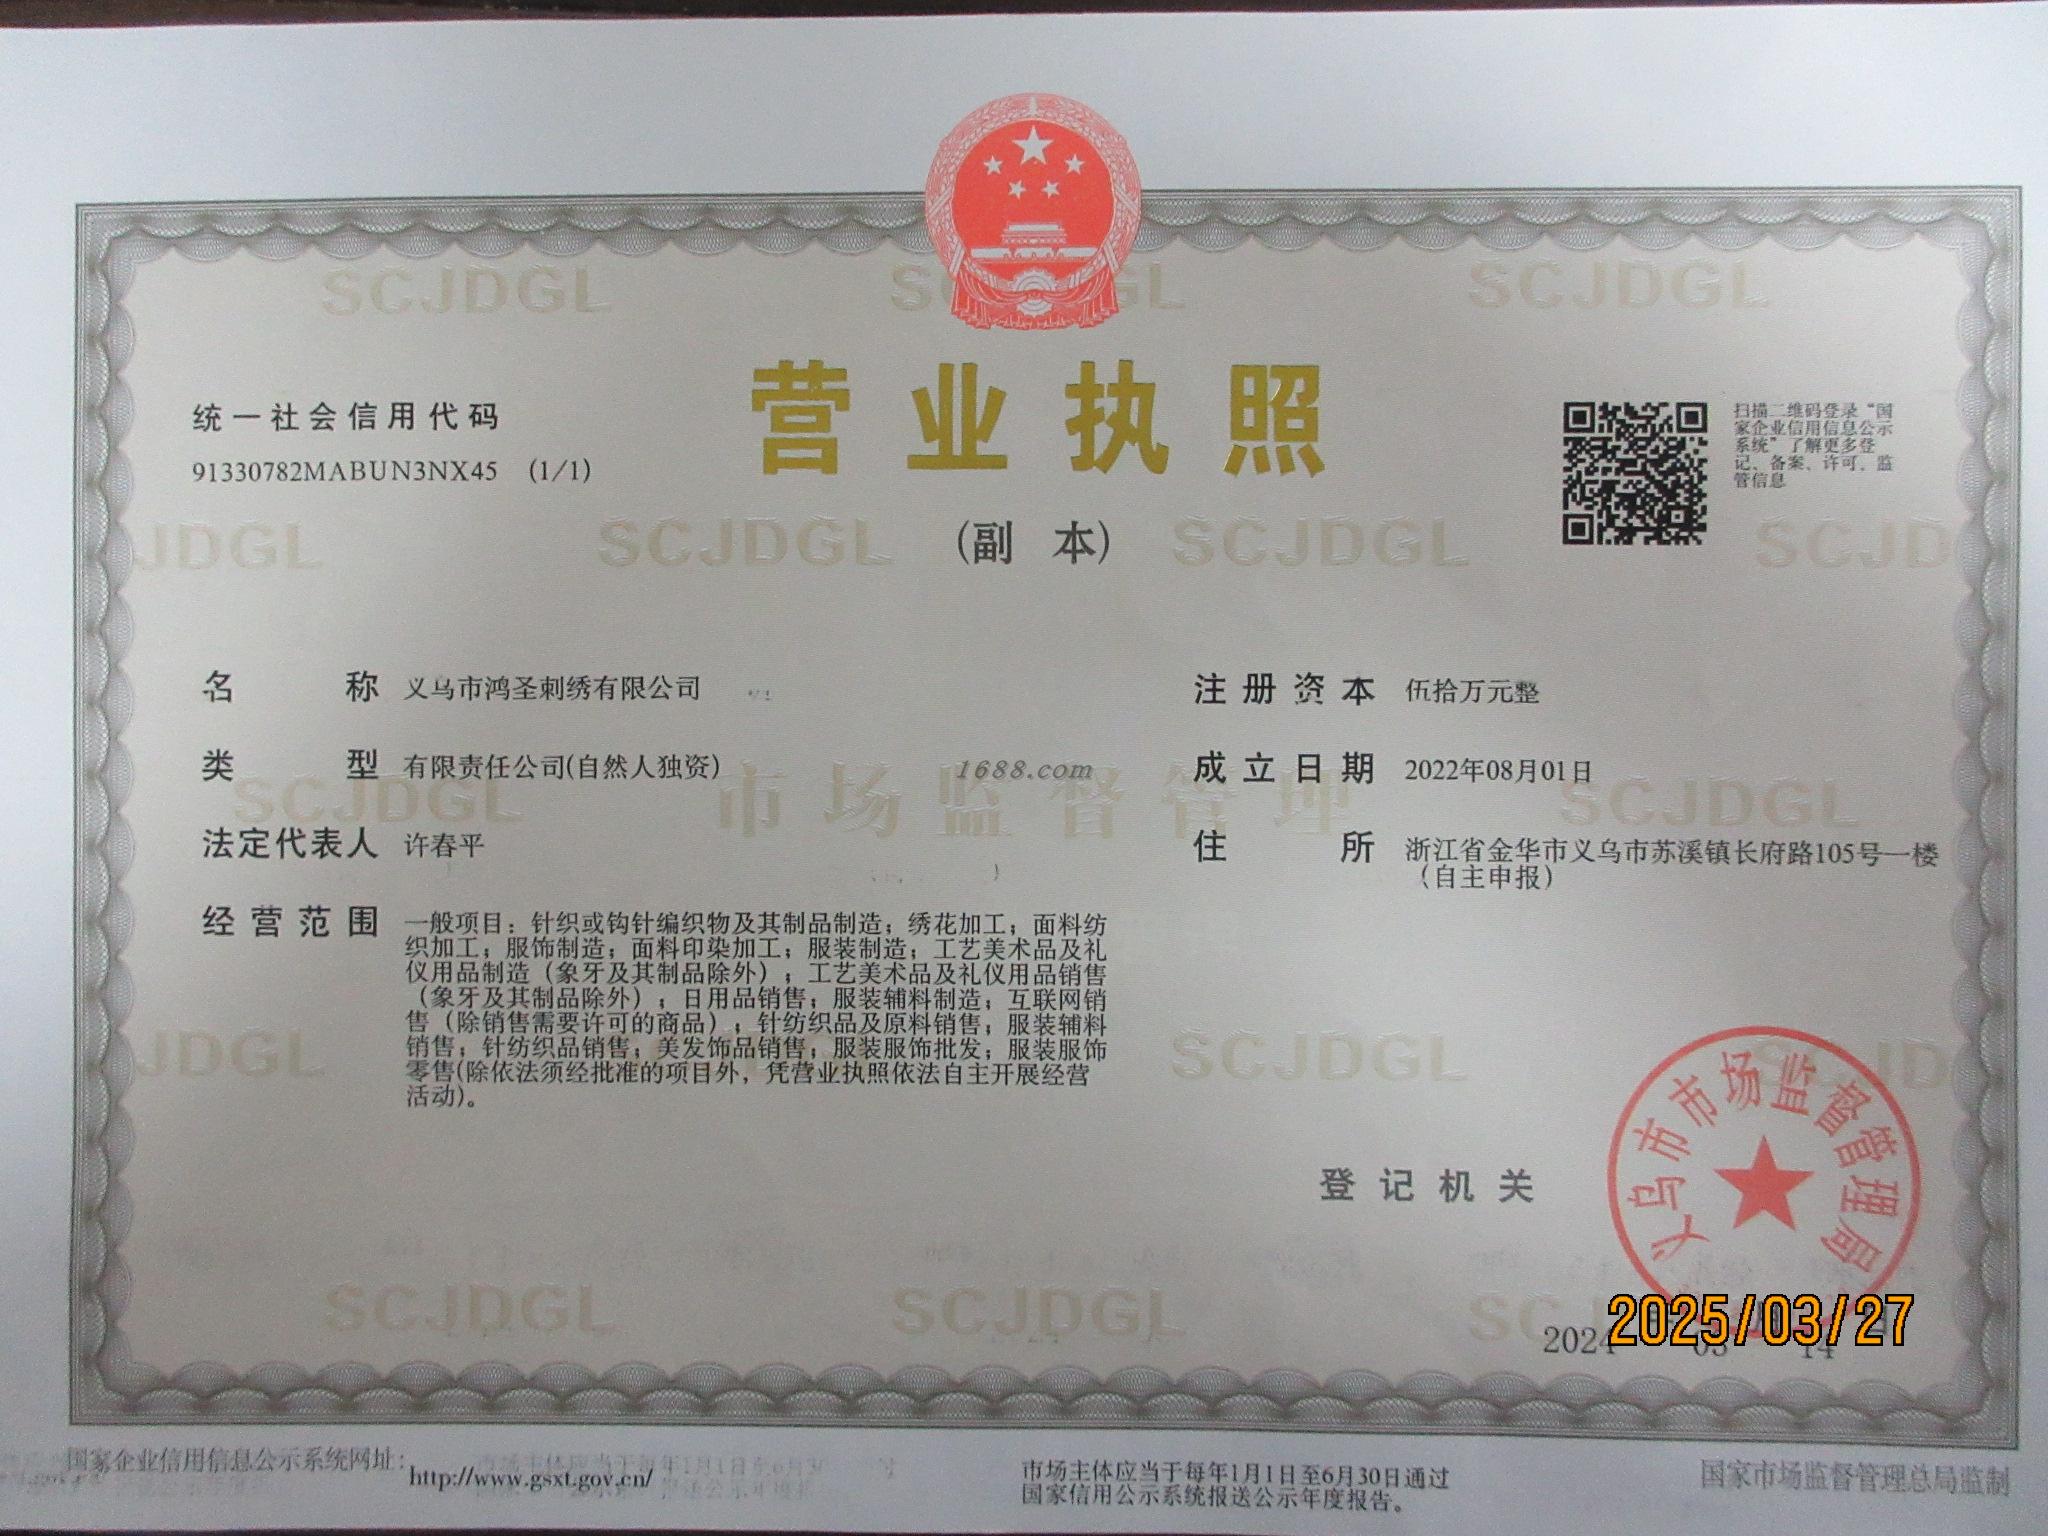 SCJDGL
SCJDGL
营业执照
(副 本)
统一社会信用代码
91330782MABUN3NX45 (1/1)
扫描二维码登录“国
家企业信用信息公示
系统”了解更多登
记、备案、许可、监
管信息
JDGL
SCJDGL
SCJDGL
SCJD
名 称 义乌市鸿圣刺绣有限公司
类 型 有限责任公司(自然人独资)
法定代表人 许春平
经营范围 一般项目：针织或钩针编织物及其制品制造；绣花加工；面料纺
织加工；服饰制造；面料印染加工；服装制造；工艺美术品及礼
仪用品制造（象牙及其制品除外）；工艺美术品及礼仪用品销售
（象牙及其制品除外）；日用品销售；服装辅料制造；互联网销
售（除销售需要许可的商品）；针纺织品及原料销售；服装辅料
销售；针纺织品销售；美发饰品销售；服装服饰批发；服装服饰
零售(除依法须经批准的项目外，凭营业执照依法自主开展经营
活动)。
注册资本 伍拾万元整
成立日期 2022年08月01日
住 所 浙江省金华市义乌市苏溪镇长府路105号一楼
（自主申报）
1688.com
SCJDGL
市场监督管理
SCJDGL
JDGL
SCJDGL
登记机关
义乌市市场监督管理局
SCJDGL
SCJDGL
2025/03/27
国家企业信用信息公示系统网址：
http://www.gsxt.gov.cn/
市场主体应当于每年1月1日至6月30日通过
国家信用公示系统报送公示年度报告。
国家市场监督管理总局监制